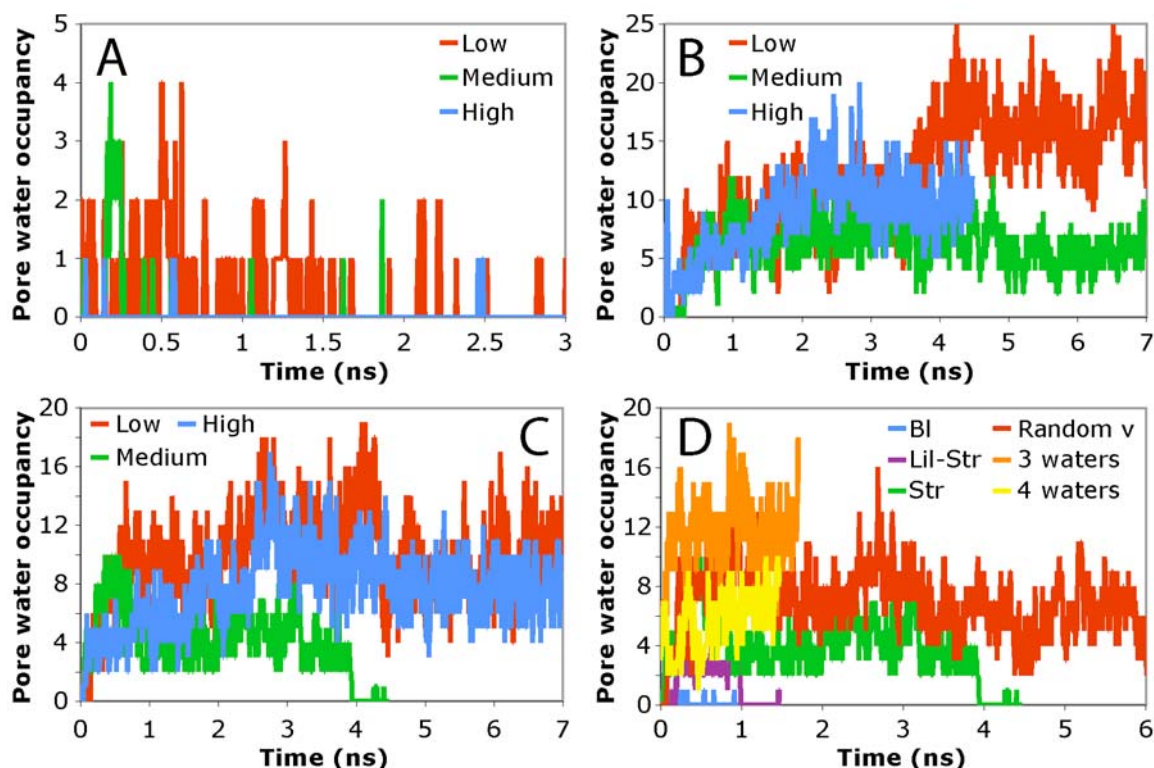 A
Pore water occupancy
5
4
3
2
1
0
Low
Medium
High
0 0.5 1 1.5 2 2.5 3
Time (ns)
B
Pore water occupancy
25
20
15
10
5
0
Low
Medium
High
0 1 2 3 4 5 6 7
Time (ns)
C
Pore water occupancy
20
16
12
8
4
0
Low High
Medium
0 1 2 3 4 5 6 7
Time (ns)
D
Pore water occupancy
20
16
12
8
4
0
Bl Random v
Lil-Str 3 waters
Str 4 waters
0 1 2 3 4 5 6
Time (ns)